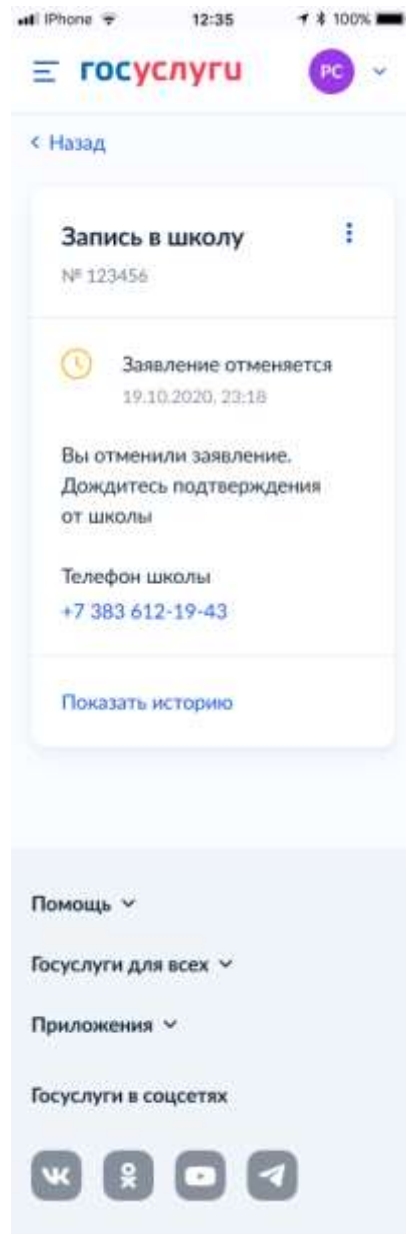 iPhone 12:35 100%
госуслуги РС
Назад
Запись в школу
№ 123456
Заявление отменяется
19.10.2020, 23:18
Вы отменили заявление.
Дождитесь подтверждения
от школы
Телефон школы
+7 383 612-19-43
Показать историю
Помощь
Госуслуги для всех
Приложения
Госуслуги в соцсетях